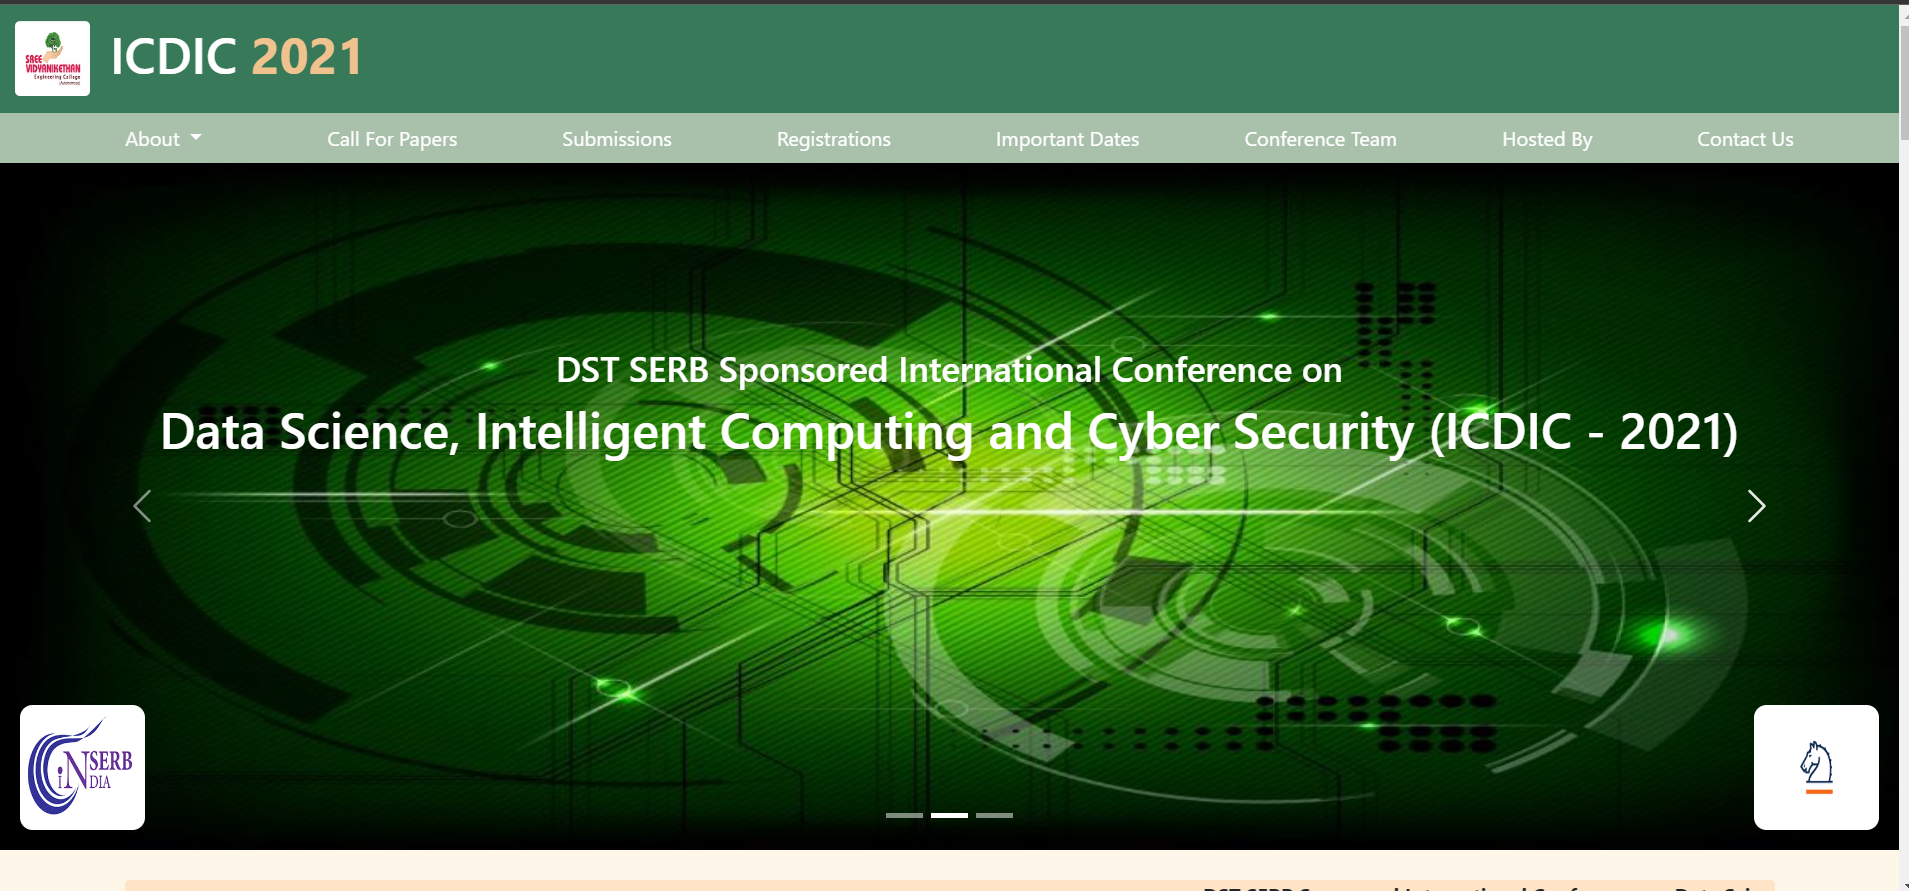 SREE
VIDYANIKETHAN
Engineering College
(Autonomous)
ICDIC 2021
About
Call For Papers
Submissions
Registrations
Important Dates
Conference Team
Hosted By
Contact Us
DST SERB Sponsored International Conference on
Data Science, Intelligent Computing and Cyber Security (ICDIC - 2021)
SERB
iNDIA